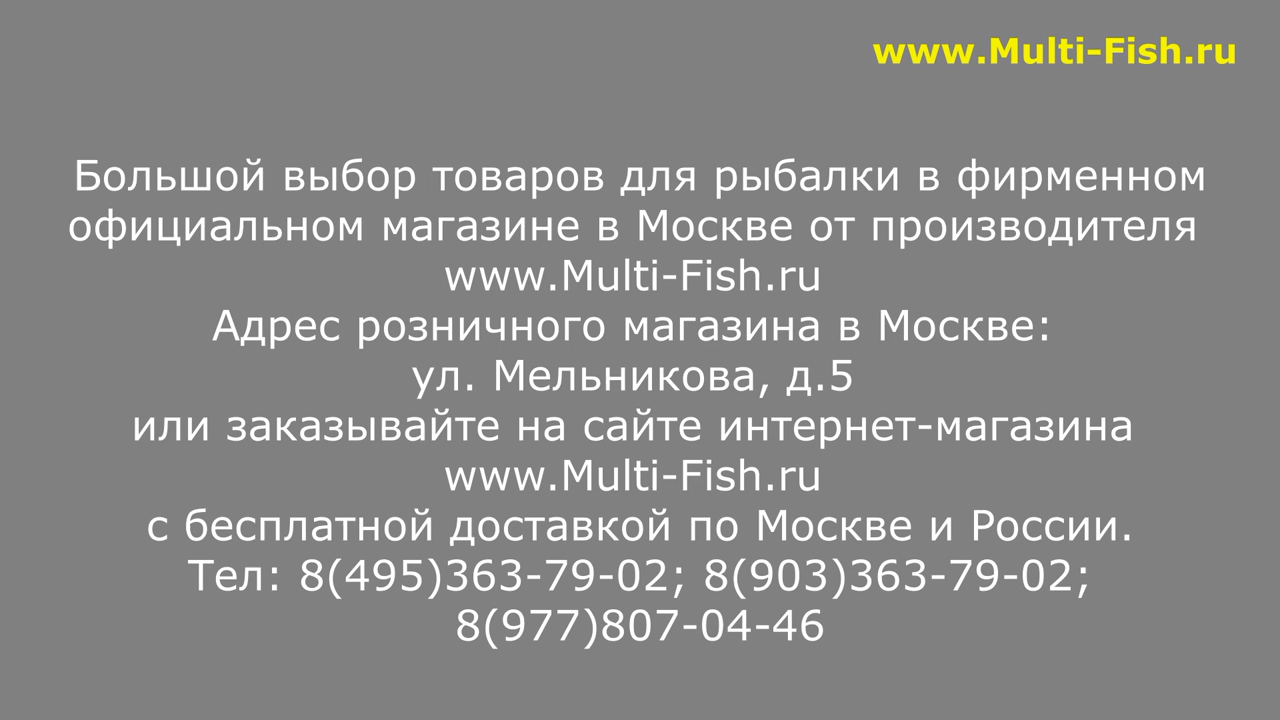 www.Multi-Fish.ru
Большой выбор товаров для рыбалки в фирменном
официальном магазине в Москве от производителя
www.Multi-Fish.ru
Адрес розничного магазина в Москве:
ул. Мельникова, д.5
или заказывайте на сайте интернет-магазина
www.Multi-Fish.ru
с бесплатной доставкой по Москве и России.
Тел: 8(495)363-79-02; 8(903)363-79-02;
8(977)807-04-46